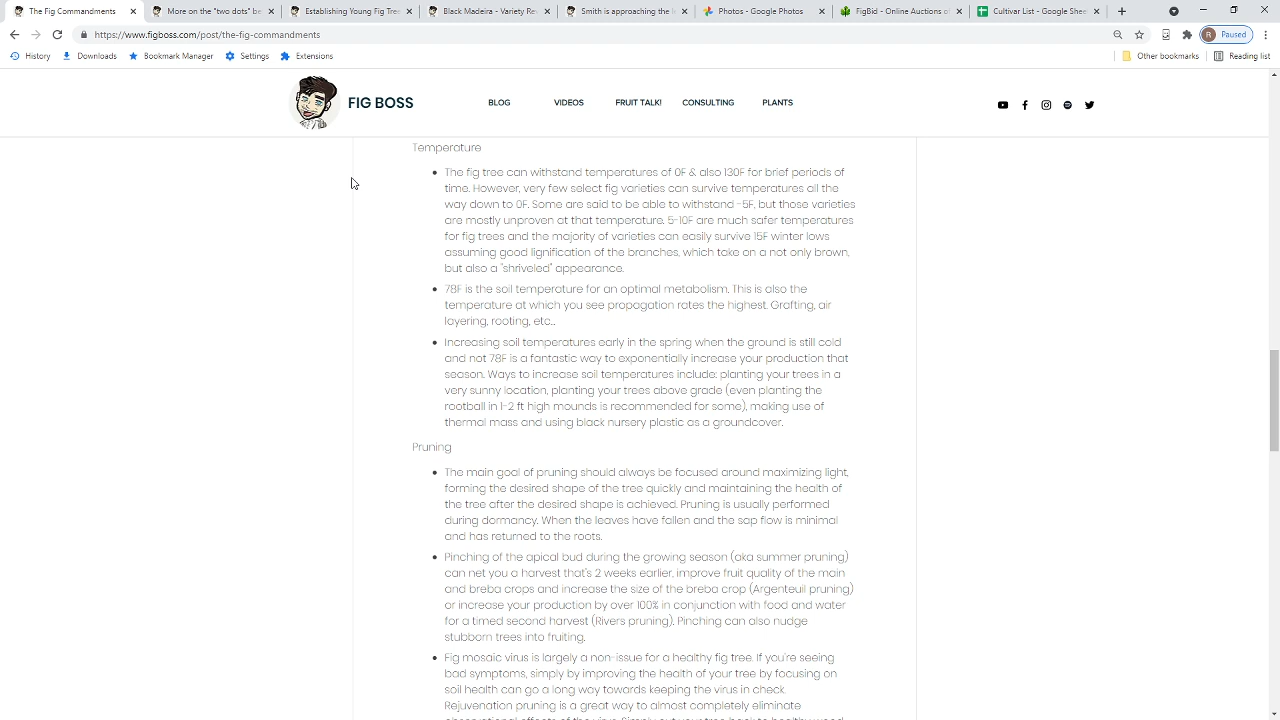 The Fig Commandments
More on the "two dots" be
Establishing Young Fig Tree
Black Madeira - Variety Rev
Smith is approaching the l
Photos - Google Photos
FigBid - Online Auctions o
Cultivar List - Google Shee
https://www.figboss.com/post/the-fig-commandments
R Paused
History
Downloads
Bookmark Manager
Settings
Extensions
Other bookmarks
Reading list
FIG BOSS
BLOG
VIDEOS
FRUIT TALK!
CONSULTING
PLANTS
Temperature
The fig tree can withstand temperatures of 0F & also 130F for brief periods of
time. However, very few select fig varieties can survive temperatures all the
way down to 0F. Some are said to be able to withstand -5F, but those varieties
are mostly unproven at that temperature. 5-10F are much safer temperatures
for fig trees and the majority of varieties can easily survive 15F winter lows
assuming good lignification of the branches, which take on a not only brown,
but also a "shriveled" appearance.
78F is the soil temperature for an optimal metabolism. This is also the
temperature at which you see propagation rates the highest. Grafting, air
layering, rooting, etc..
Increasing soil temperatures early in the spring when the ground is still cold
and not 78F is a fantastic way to exponentially increase your production that
season. Ways to increase soil temperatures include: planting your trees in a
very sunny location, planting your trees above grade (even planting the
rootball in 1-2 ft high mounds is recommended for some), making use of
thermal mass and using black nursery plastic as a groundcover.
Pruning
The main goal of pruning should always be focused around maximizing light,
forming the desired shape of the tree quickly and maintaining the health of
the tree after the desired shape is achieved. Pruning is usually performed
during dormancy. When the leaves have fallen and the sap flow is minimal
and has returned to the roots.
Pinching of the apical bud during the growing season (aka summer pruning)
can net you a harvest that's 2 weeks earlier, improve fruit quality of the main
and breba crops and increase the size of the breba crop (Argenteuil pruning)
or increase your production by over 100% in conjunction with food and water
for a timed second harvest (Rivers pruning). Pinching can also nudge
stubborn trees into fruiting.
Fig mosaic virus is largely a non-issue for a healthy fig tree. If you're seeing
bad symptoms, simply by improving the health of your tree by focusing on
soil health can go a long way towards keeping the virus in check.
Rejuvenation pruning is a great way to almost completely eliminate
observational effects of the virus. Simply cut your tree back to healthy wood